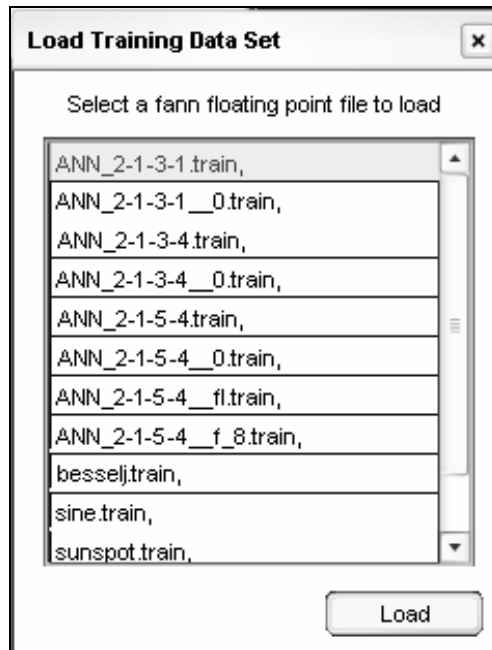 Load Training Data Set
Select a fann floating point file to load
ANN_2-1-3-1.train,
ANN_2-1-3-1__0.train,
ANN_2-1-3-4.train,
ANN_2-1-3-4__0.train,
ANN_2-1-5-4.train,
ANN_2-1-5-4__0.train,
ANN_2-1-5-4__fl.train,
ANN_2-1-5-4__f_8.train,
besselj.train,
sine.train,
sunspot.train,
Load